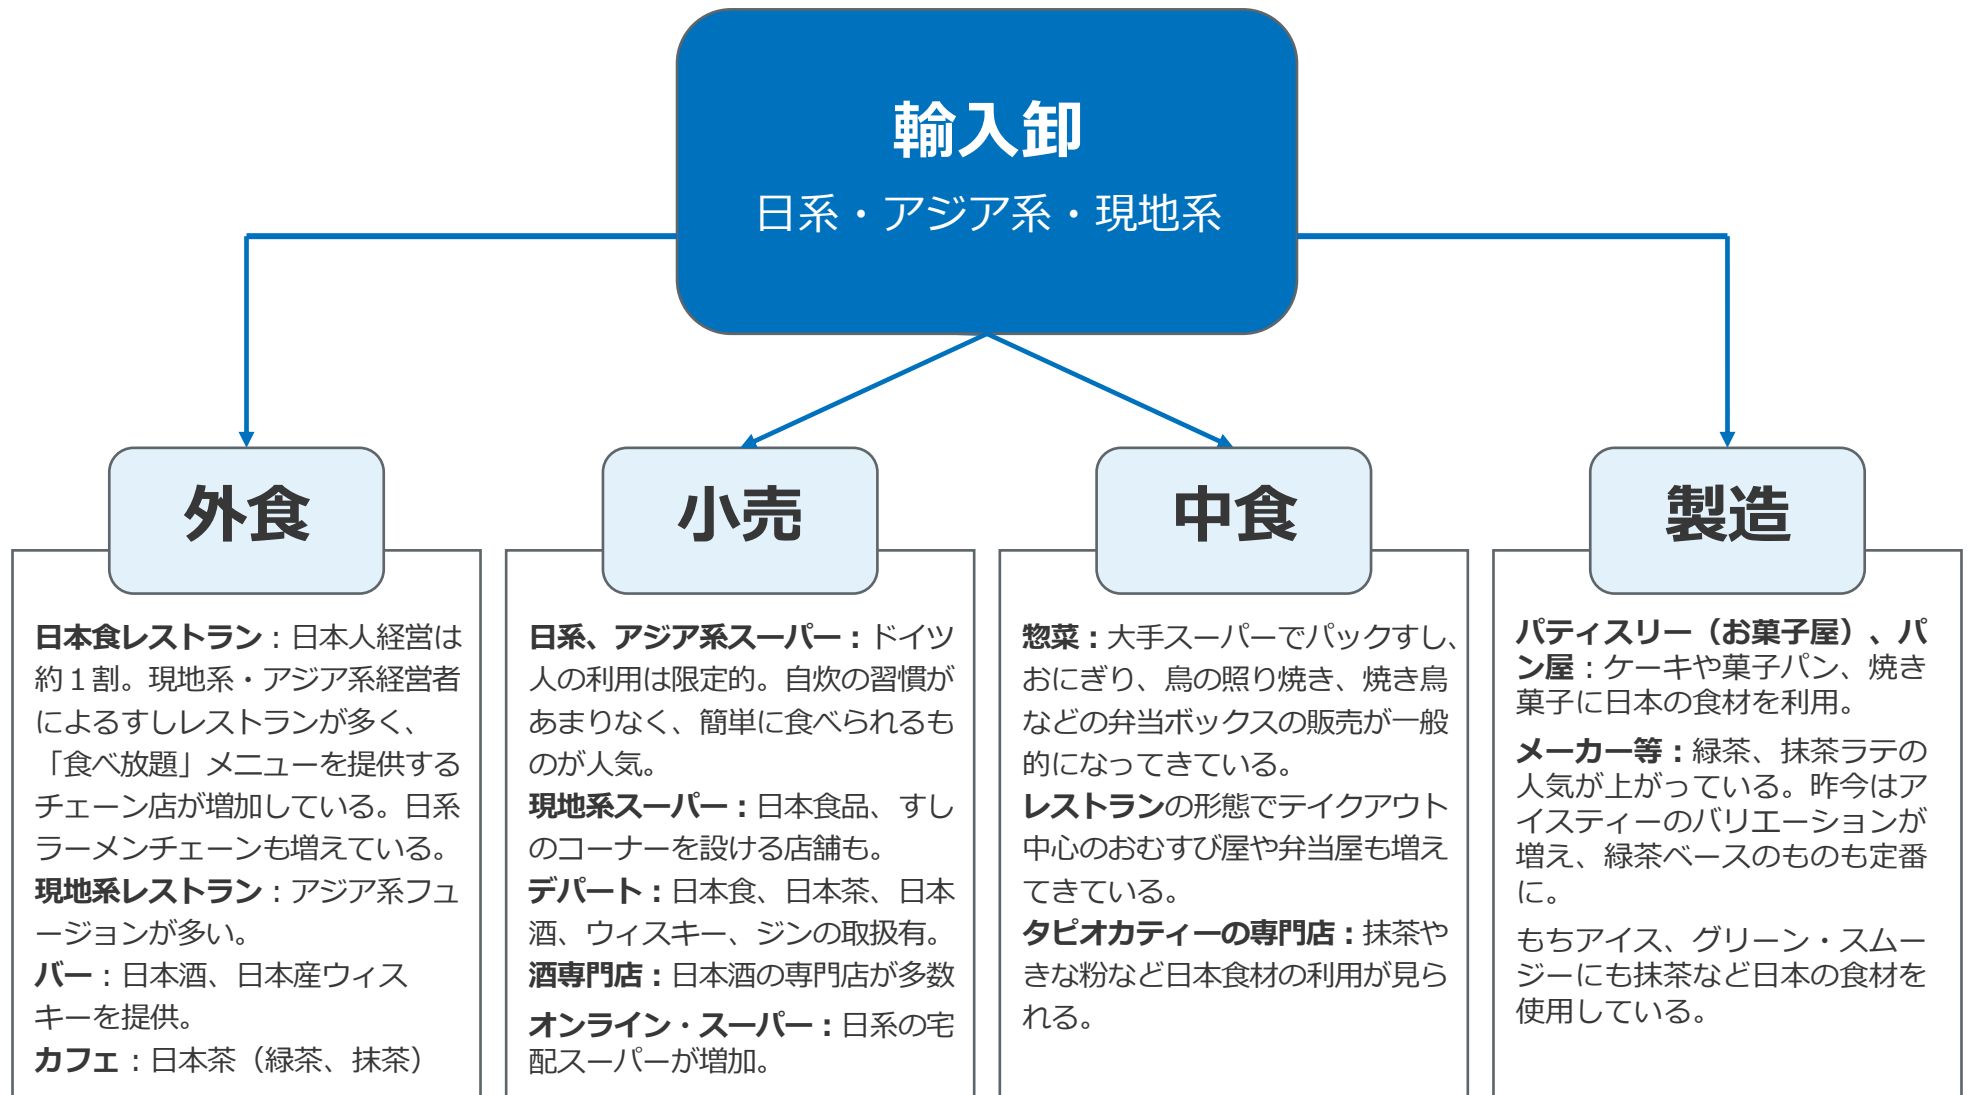 輸入卸
日系・アジア系・現地系
外食
日本食レストラン：日本人経営は
約１割。現地系・アジア系経営者
によるすしレストランが多く、
「食べ放題」メニューを提供する
チェーン店が増加している。日系
ラーメンチェーンも増えている。
現地系レストラン：アジア系フュ
ージョンが多い。
バー：日本酒、日本産ウィス
キーを提供。
カフェ：日本茶（緑茶、抹茶）
小売
日系、アジア系スーパー：ドイツ
人の利用は限定的。自炊の習慣が
あまりなく、簡単に食べられるも
のが人気。
現地系スーパー：日本食品、すし
のコーナーを設ける店舗も。
デパート：日本食、日本茶、日本
酒、ウィスキー、ジンの取扱有。
酒専門店：日本酒の専門店が多数
オンライン・スーパー：日系の宅
配スーパーが増加。
中食
惣菜：大手スーパーでパックすし、
おにぎり、鳥の照り焼き、焼き鳥
などの弁当ボックスの販売が一般
的になってきている。
レストランの形態でテイクアウト
中心のおむすび屋や弁当屋も増え
てきている。
タピオカティーの専門店：抹茶や
きな粉など日本食材の利用が見ら
れる。
製造
パティスリー（お菓子屋）、パ
ン屋：ケーキや菓子パン、焼き
菓子に日本の食材を利用。
メーカー等：緑茶、抹茶ラテの
人気が上がっている。昨今はア
イスティーのバリエーションが
増え、緑茶ベースのものも定番
に。
もちアイス、グリーン・スムー
ジーにも抹茶など日本の食材を
使用している。